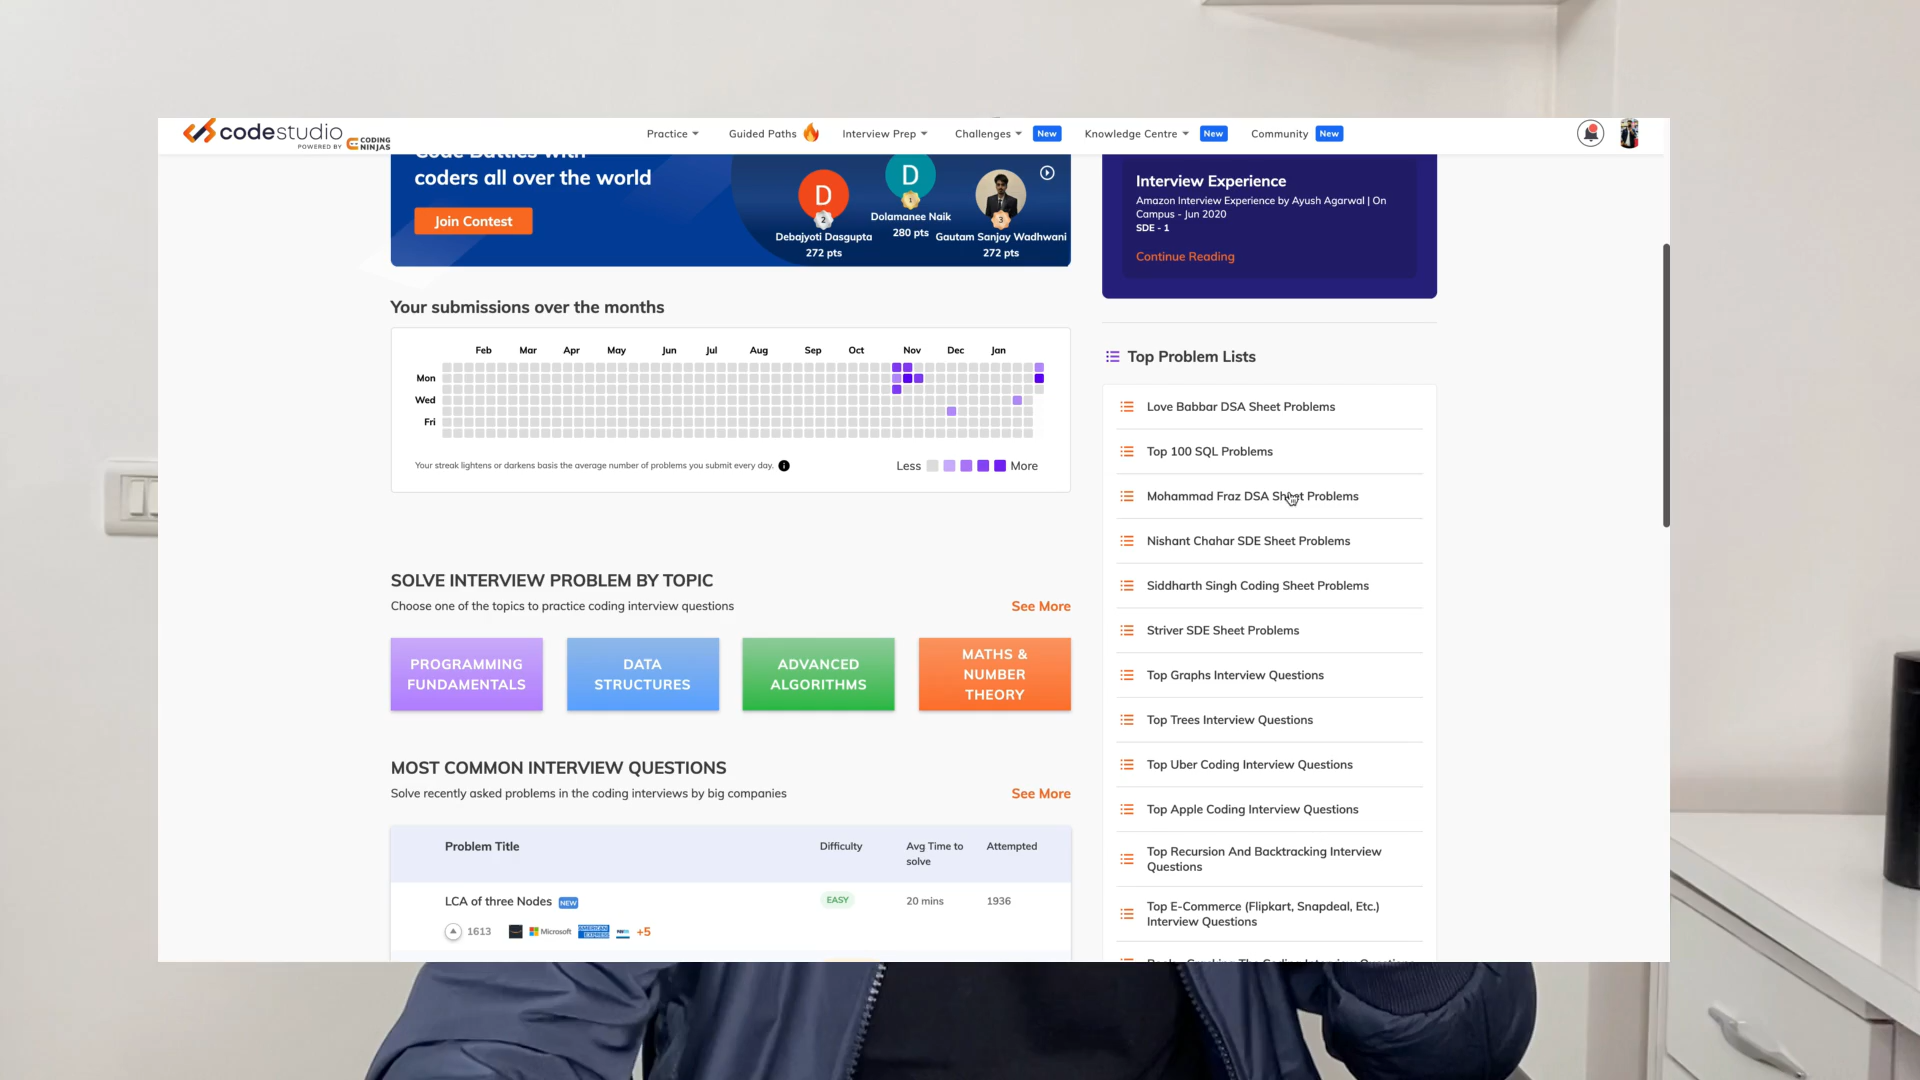 codestudio
POWERED BY CODING NINJAS
Practice
Guided Paths
Interview Prep
Challenges New
Knowledge Centre New
Community New
Code Battles with
coders all over the world
Join Contest
D
2
Debajyoti Dasgupta
272 pts
D
1
Dolamanee Naik
280 pts
3
Gautam Sanjay Wadhwani
272 pts
Interview Experience
Amazon Interview Experience by Ayush Agarwal | On
Campus - Jun 2020
SDE - 1
Continue Reading
Your submissions over the months
Feb Mar Apr May Jun Jul Aug Sep Oct Nov Dec Jan
Mon
Wed
Fri
Your streak lightens or darkens basis the average number of problems you submit every day.
Less More
Top Problem Lists
Love Babbar DSA Sheet Problems
Top 100 SQL Problems
Mohammad Fraz DSA Sheet Problems
Nishant Chahar SDE Sheet Problems
Siddharth Singh Coding Sheet Problems
Striver SDE Sheet Problems
Top Graphs Interview Questions
Top Trees Interview Questions
Top Uber Coding Interview Questions
Top Apple Coding Interview Questions
Top Recursion And Backtracking Interview
Questions
Top E-Commerce (Flipkart, Snapdeal, Etc.)
Interview Questions
SOLVE INTERVIEW PROBLEM BY TOPIC
Choose one of the topics to practice coding interview questions
See More
PROGRAMMING
FUNDAMENTALS
DATA
STRUCTURES
ADVANCED
ALGORITHMS
MATHS &
NUMBER
THEORY
MOST COMMON INTERVIEW QUESTIONS
Solve recently asked problems in the coding interviews by big companies
See More
Problem Title
Difficulty
Avg Time to
solve
Attempted
LCA of three Nodes NEW
EASY
20 mins
1936
1613
Microsoft
AMERICAN
EXPRESS
+5